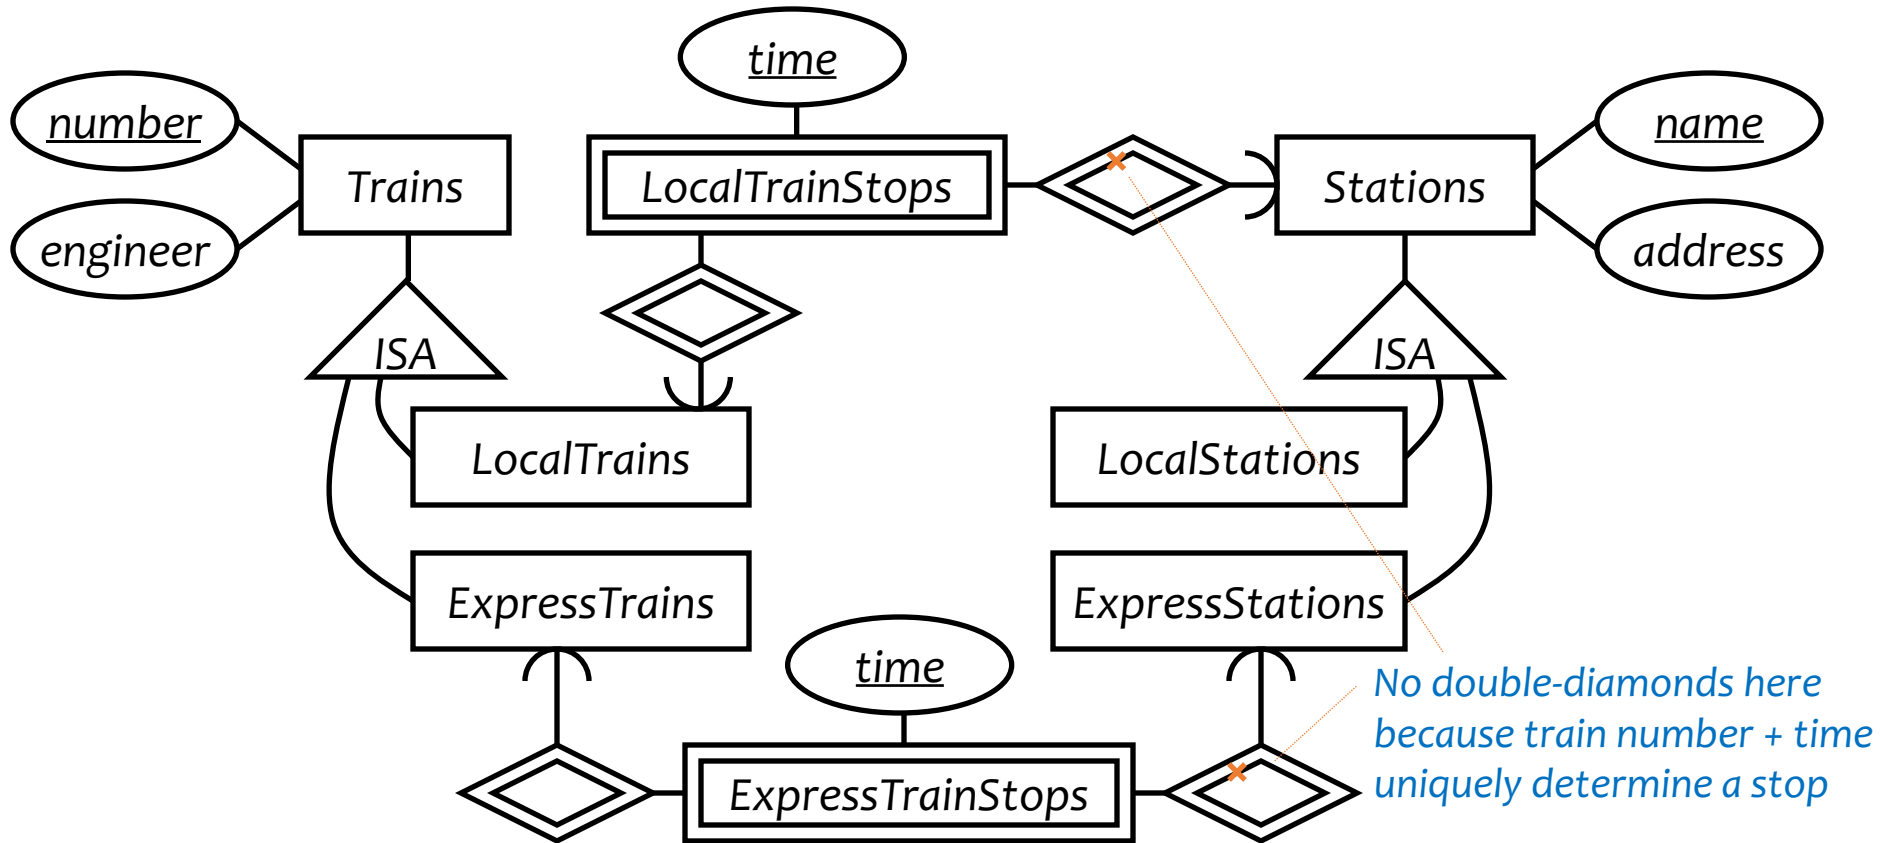 time
number
name
Trains
LocalTrainStops
Stations
engineer
address
ISA
ISA
LocalTrains
LocalStations
ExpressTrains
ExpressStations
time
No double-diamonds here
because train number + time
uniquely determine a stop
ExpressTrainStops